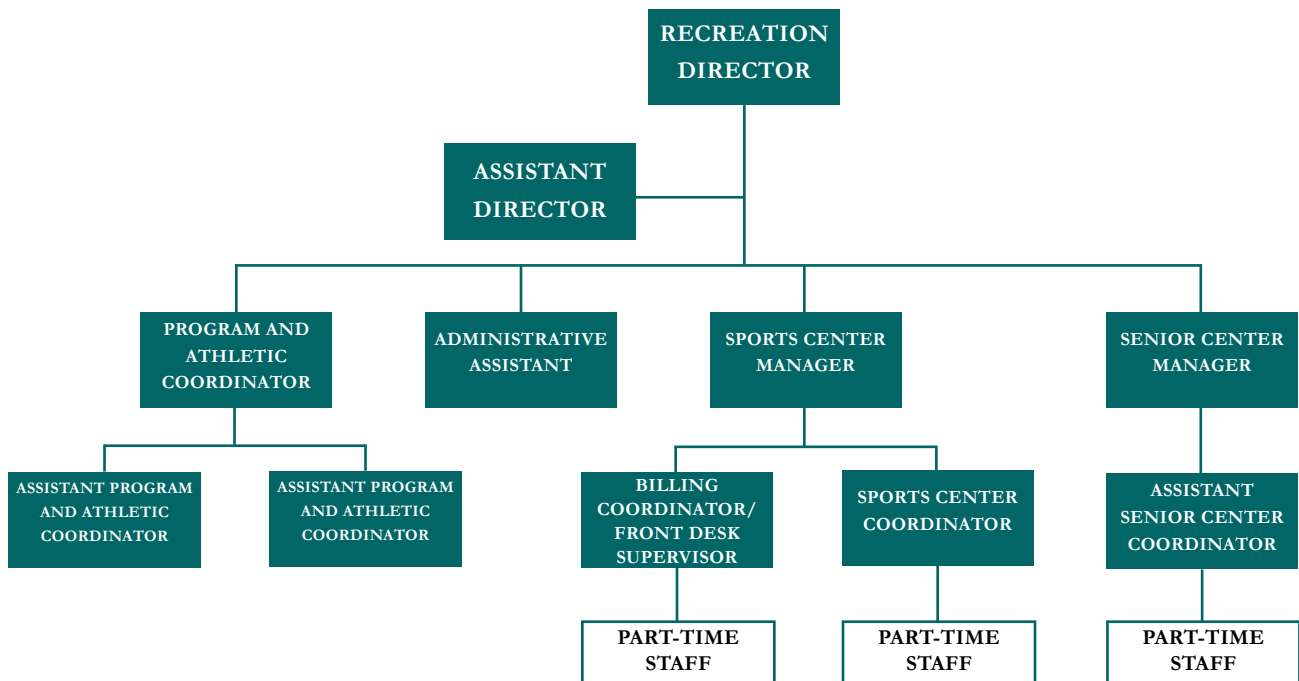 RECREATION
DIRECTOR
ASSISTANT
DIRECTOR
PROGRAM AND
ATHLETIC
COORDINATOR
ADMINISTRATIVE
ASSISTANT
SPORTS CENTER
MANAGER
SENIOR CENTER
MANAGER
ASSISTANT PROGRAM
AND ATHLETIC
COORDINATOR
ASSISTANT PROGRAM
AND ATHLETIC
COORDINATOR
BILLING
COORDINATOR/
FRONT DESK
SUPERVISOR
SPORTS CENTER
COORDINATOR
ASSISTANT
SENIOR CENTER
COORDINATOR
PART-TIME
STAFF
PART-TIME
STAFF
PART-TIME
STAFF